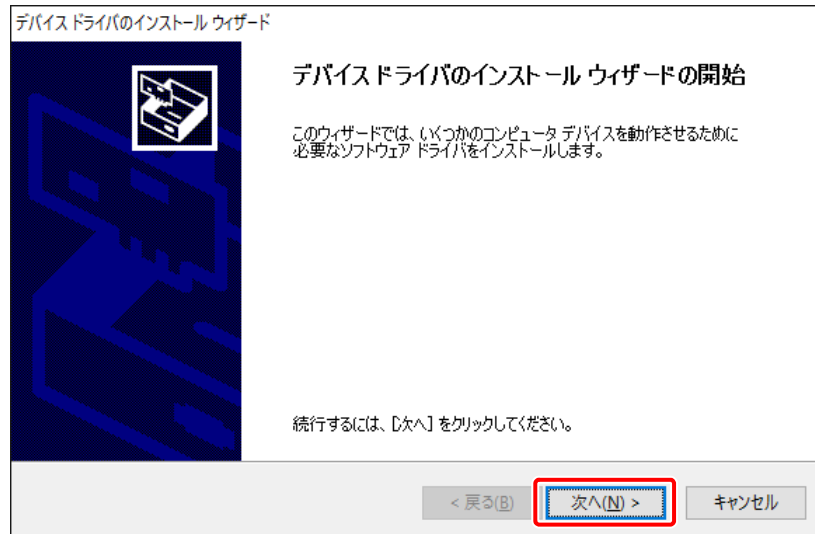 デバイス ドライバのインストール ウィザード
デバイス ドライバのインストール ウィザードの開始
このウィザードでは、いくつかのコンピュータ デバイスを動作させるために
必要なソフトウェア ドライバをインストールします。
続行するには、[次へ] をクリックしてください。
< 戻る(B)
次へ(N) >
キャンセル